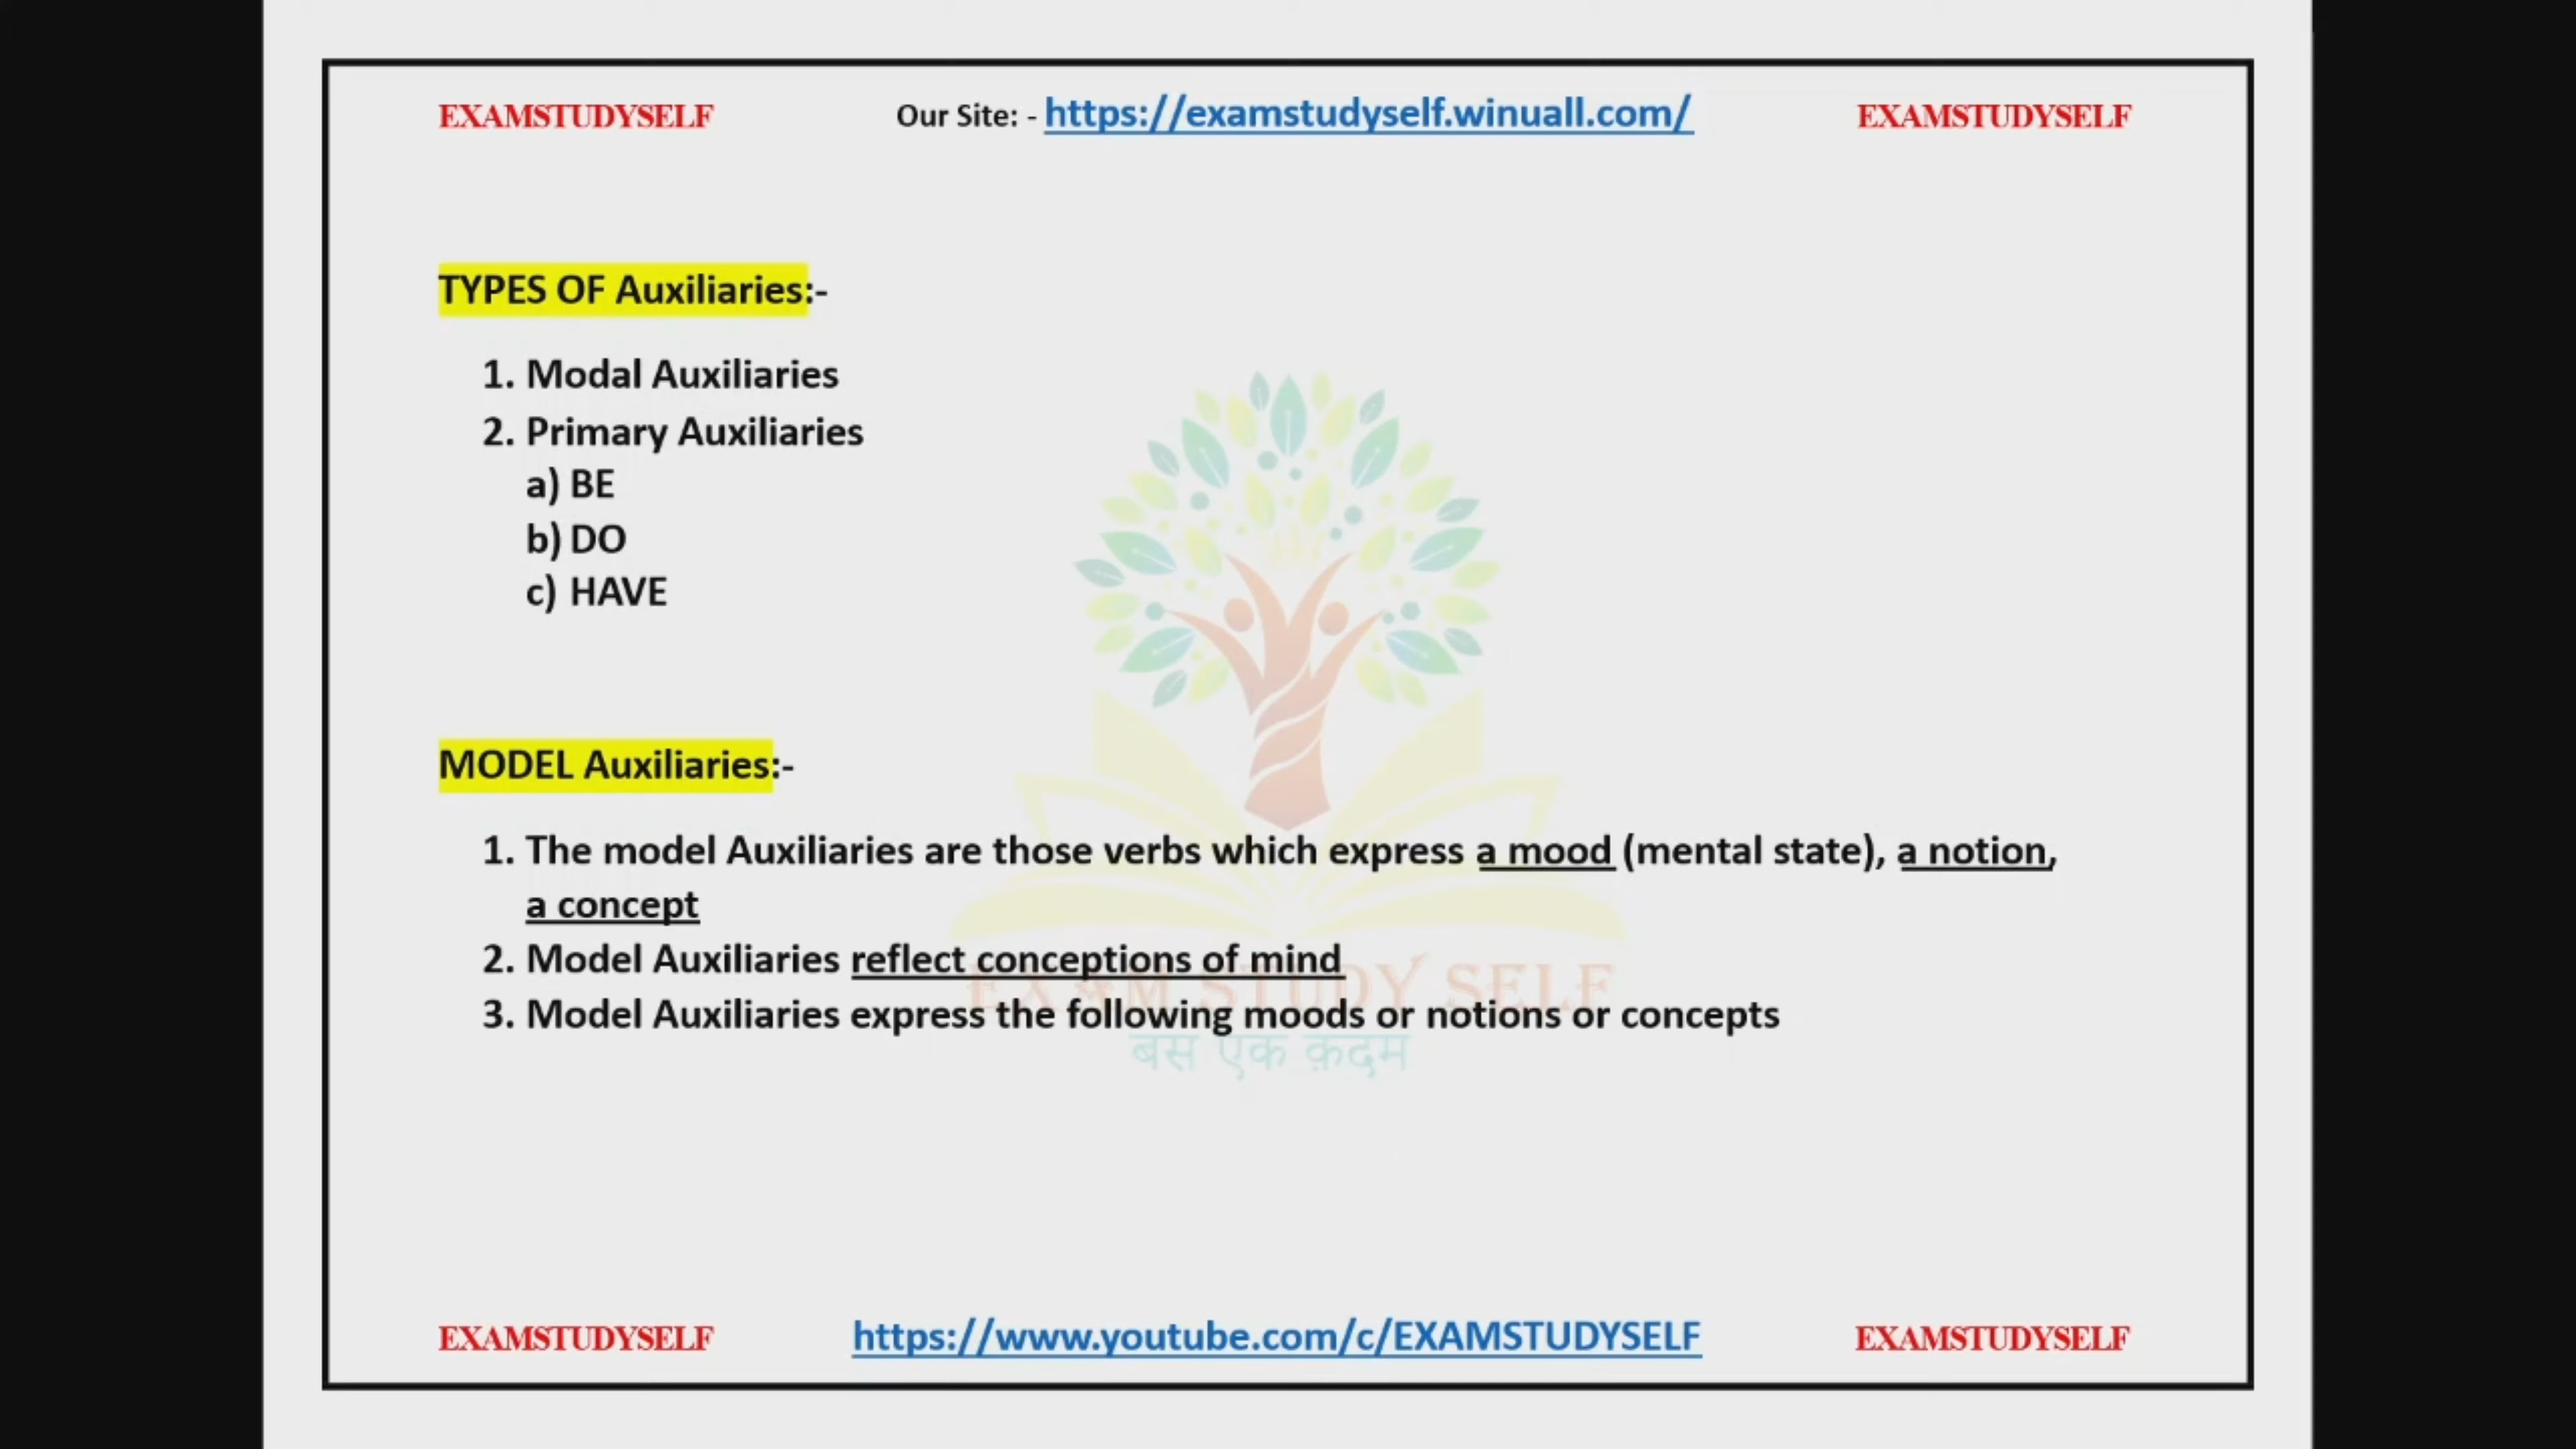 EXAMSTUDYSELF Our Site: - https://examstudyself.winuall.com/ EXAMSTUDYSELF
TYPES OF Auxiliaries:-
1. Modal Auxiliaries
2. Primary Auxiliaries
a) BE
b) DO
c) HAVE
MODEL Auxiliaries:-
1. The model Auxiliaries are those verbs which express a mood (mental state), a notion,
a concept
2. Model Auxiliaries reflect conceptions of mind
EXAM STUDY SELF
3. Model Auxiliaries express the following moods or notions or concepts
बस एक क़दम
EXAMSTUDYSELF https://www.youtube.com/c/EXAMSTUDYSELF EXAMSTUDYSELF